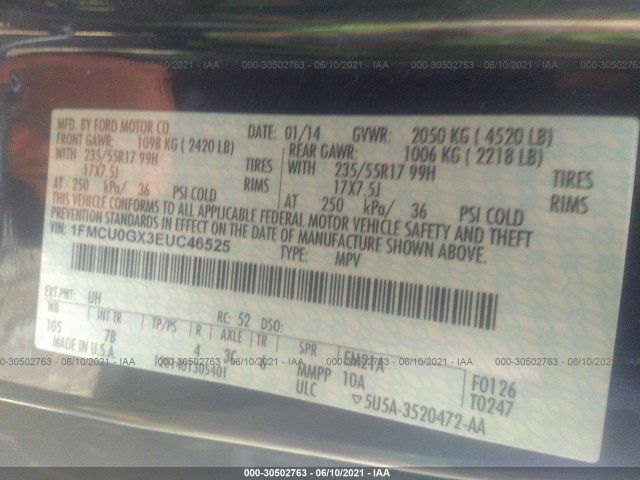 000-30502763 - 06/10/2021 - IAA 000-30502763 - 06/10/2021 - IAA
MFD. BY FORD MOTOR CO.
DATE: 01/14 GVWR: 2050 KG ( 4520 LB)
FRONT GAWR: 1098 KG ( 2420 LB) REAR GAWR: 1006 KG ( 2218 LB)
WITH 235/55R17 99H TIRES WITH 235/55R17 99H TIRES
17X7.5J RIMS 17X7.5J RIMS
AT 250 kPa/ 36 PSI COLD AT 250 kPa/ 36 PSI COLD
THIS VEHICLE CONFORMS TO ALL APPLICABLE FEDERAL MOTOR VEHICLE SAFETY AND THEFT
PREVENTION STANDARDS IN EFFECT ON THE DATE OF MANUFACTURE SHOWN ABOVE.
VIN: 1FMCU0GX3EUC46525
TYPE: MPV
EXT PNT: UH RC: 52 DSO:
WB INT TR TP/PS R AXLE TR SPR
105 7B 4 3C 6 MMPP 10A F0126
MADE IN U.S.A. ULC T0247
▽5U5A-3520472-AA
000-30502763 - 06/10/2021 - IAA 000-30502763 - 06/10/2021 - IAA
000-30502763 - 06/10/2021 - IAA